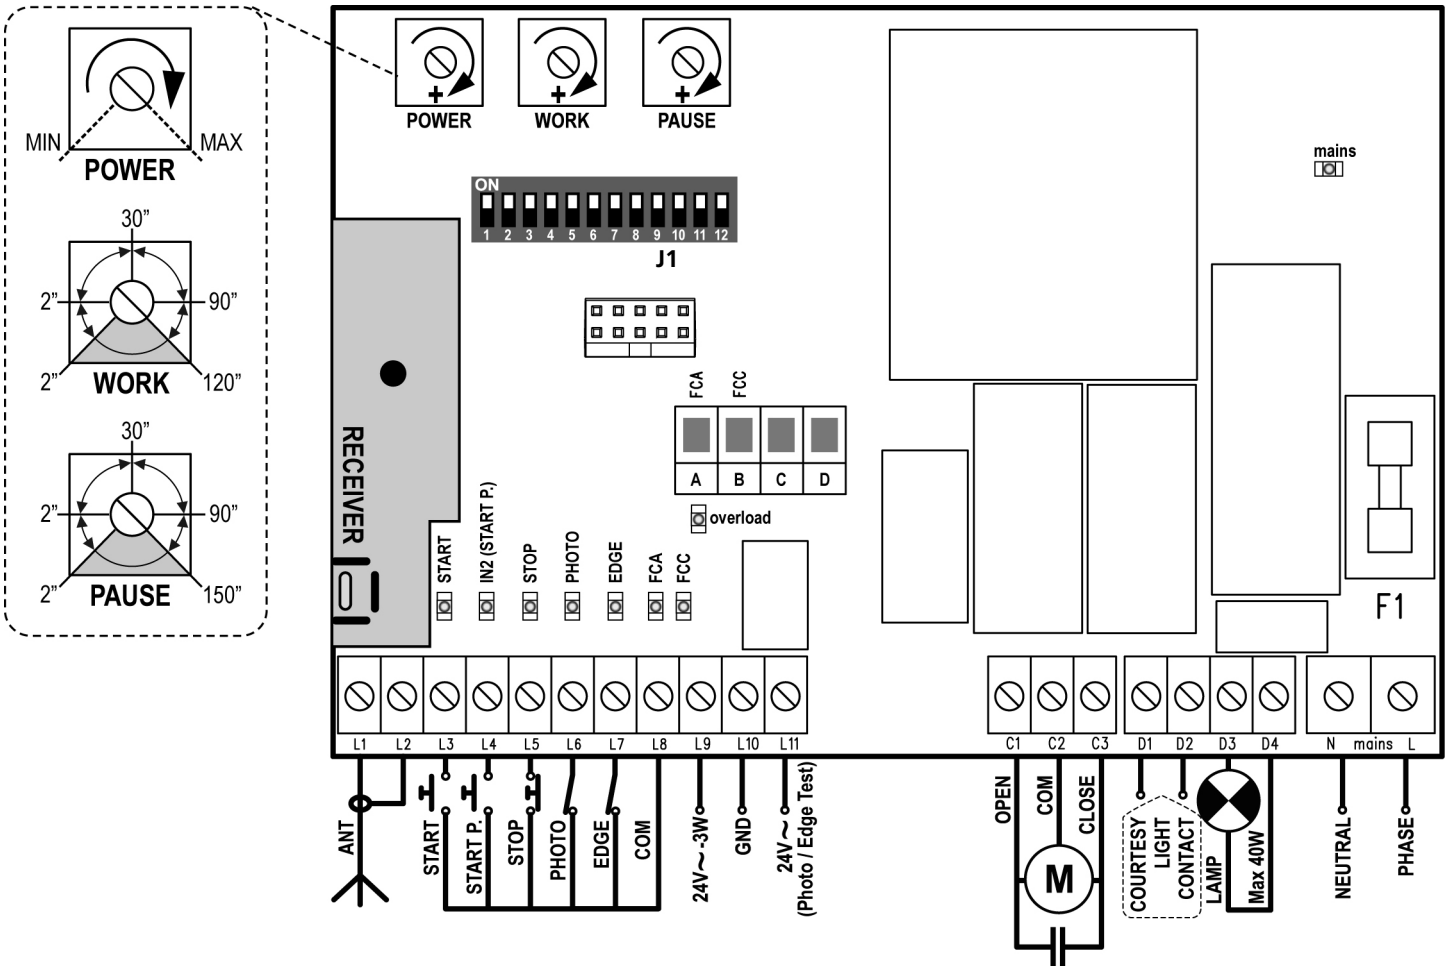 MIN
MAX
POWER
30”
2”
90”
2”
WORK
120”
30”
2”
90”
2”
PAUSE
150”
+
+
+
POWER
WORK
PAUSE
mains
ON
1 2 3 4 5 6 7 8 9 10 11 12
J1
RECEIVER
FCA
FCC
A B C D
overload
START
IN2 (START P.)
STOP
PHOTO
EDGE
FCA
FCC
F1
L1 L2 L3 L4 L5 L6 L7 L8 L9 L10 L11
C1 C2 C3
D1 D2 D3 D4
N mains L
ANT
START
START P.
STOP
PHOTO
EDGE
COM
24V~-3W
GND
24V~
(Photo / Edge Test)
OPEN
COM
CLOSE
M
COURTESY
LIGHT
CONTACT
LAMP
Max 40W
NEUTRAL
PHASE